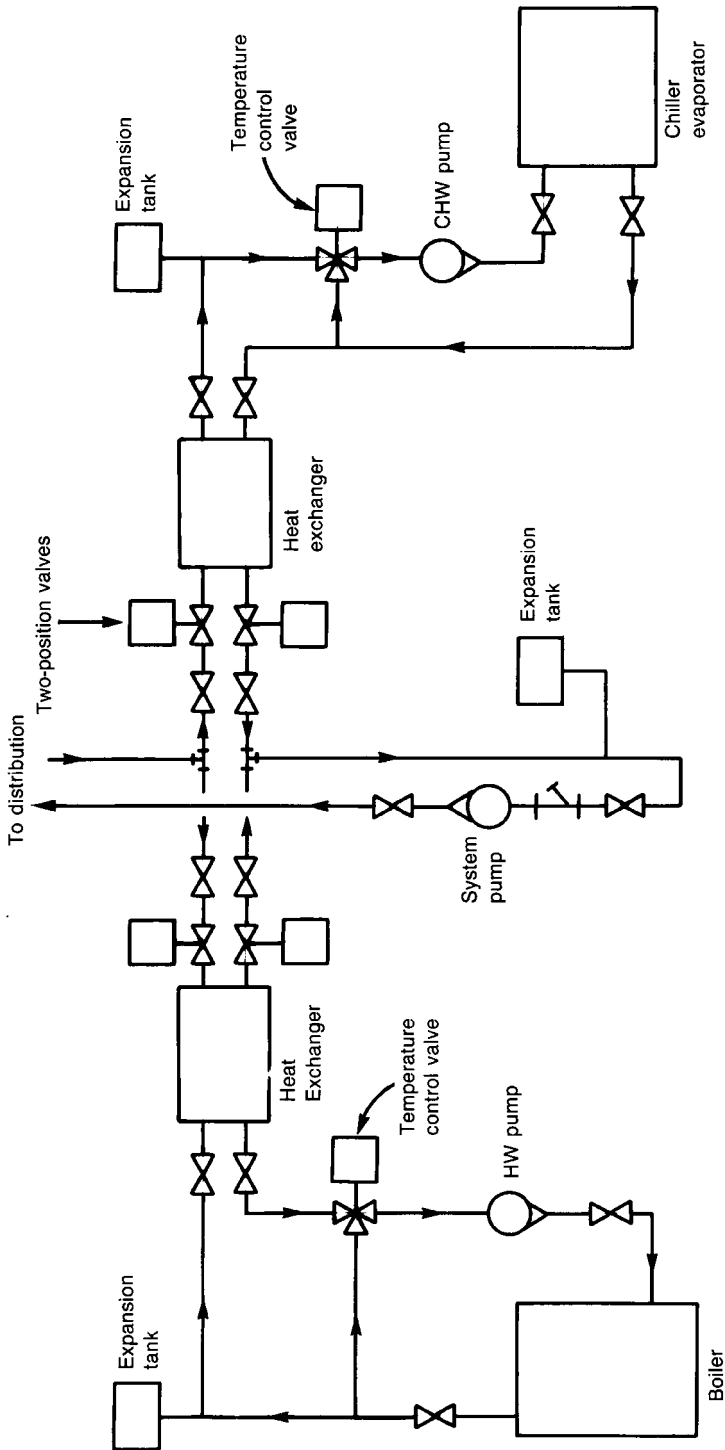 To distribution
Two-position valves
Expansion
tank
Temperature
control
valve
CHW pump
Chiller
evaporator
Heat
exchanger
Expansion
tank
System
pump
Heat
Exchanger
Temperature
control valve
HW pump
Expansion
tank
Boiler